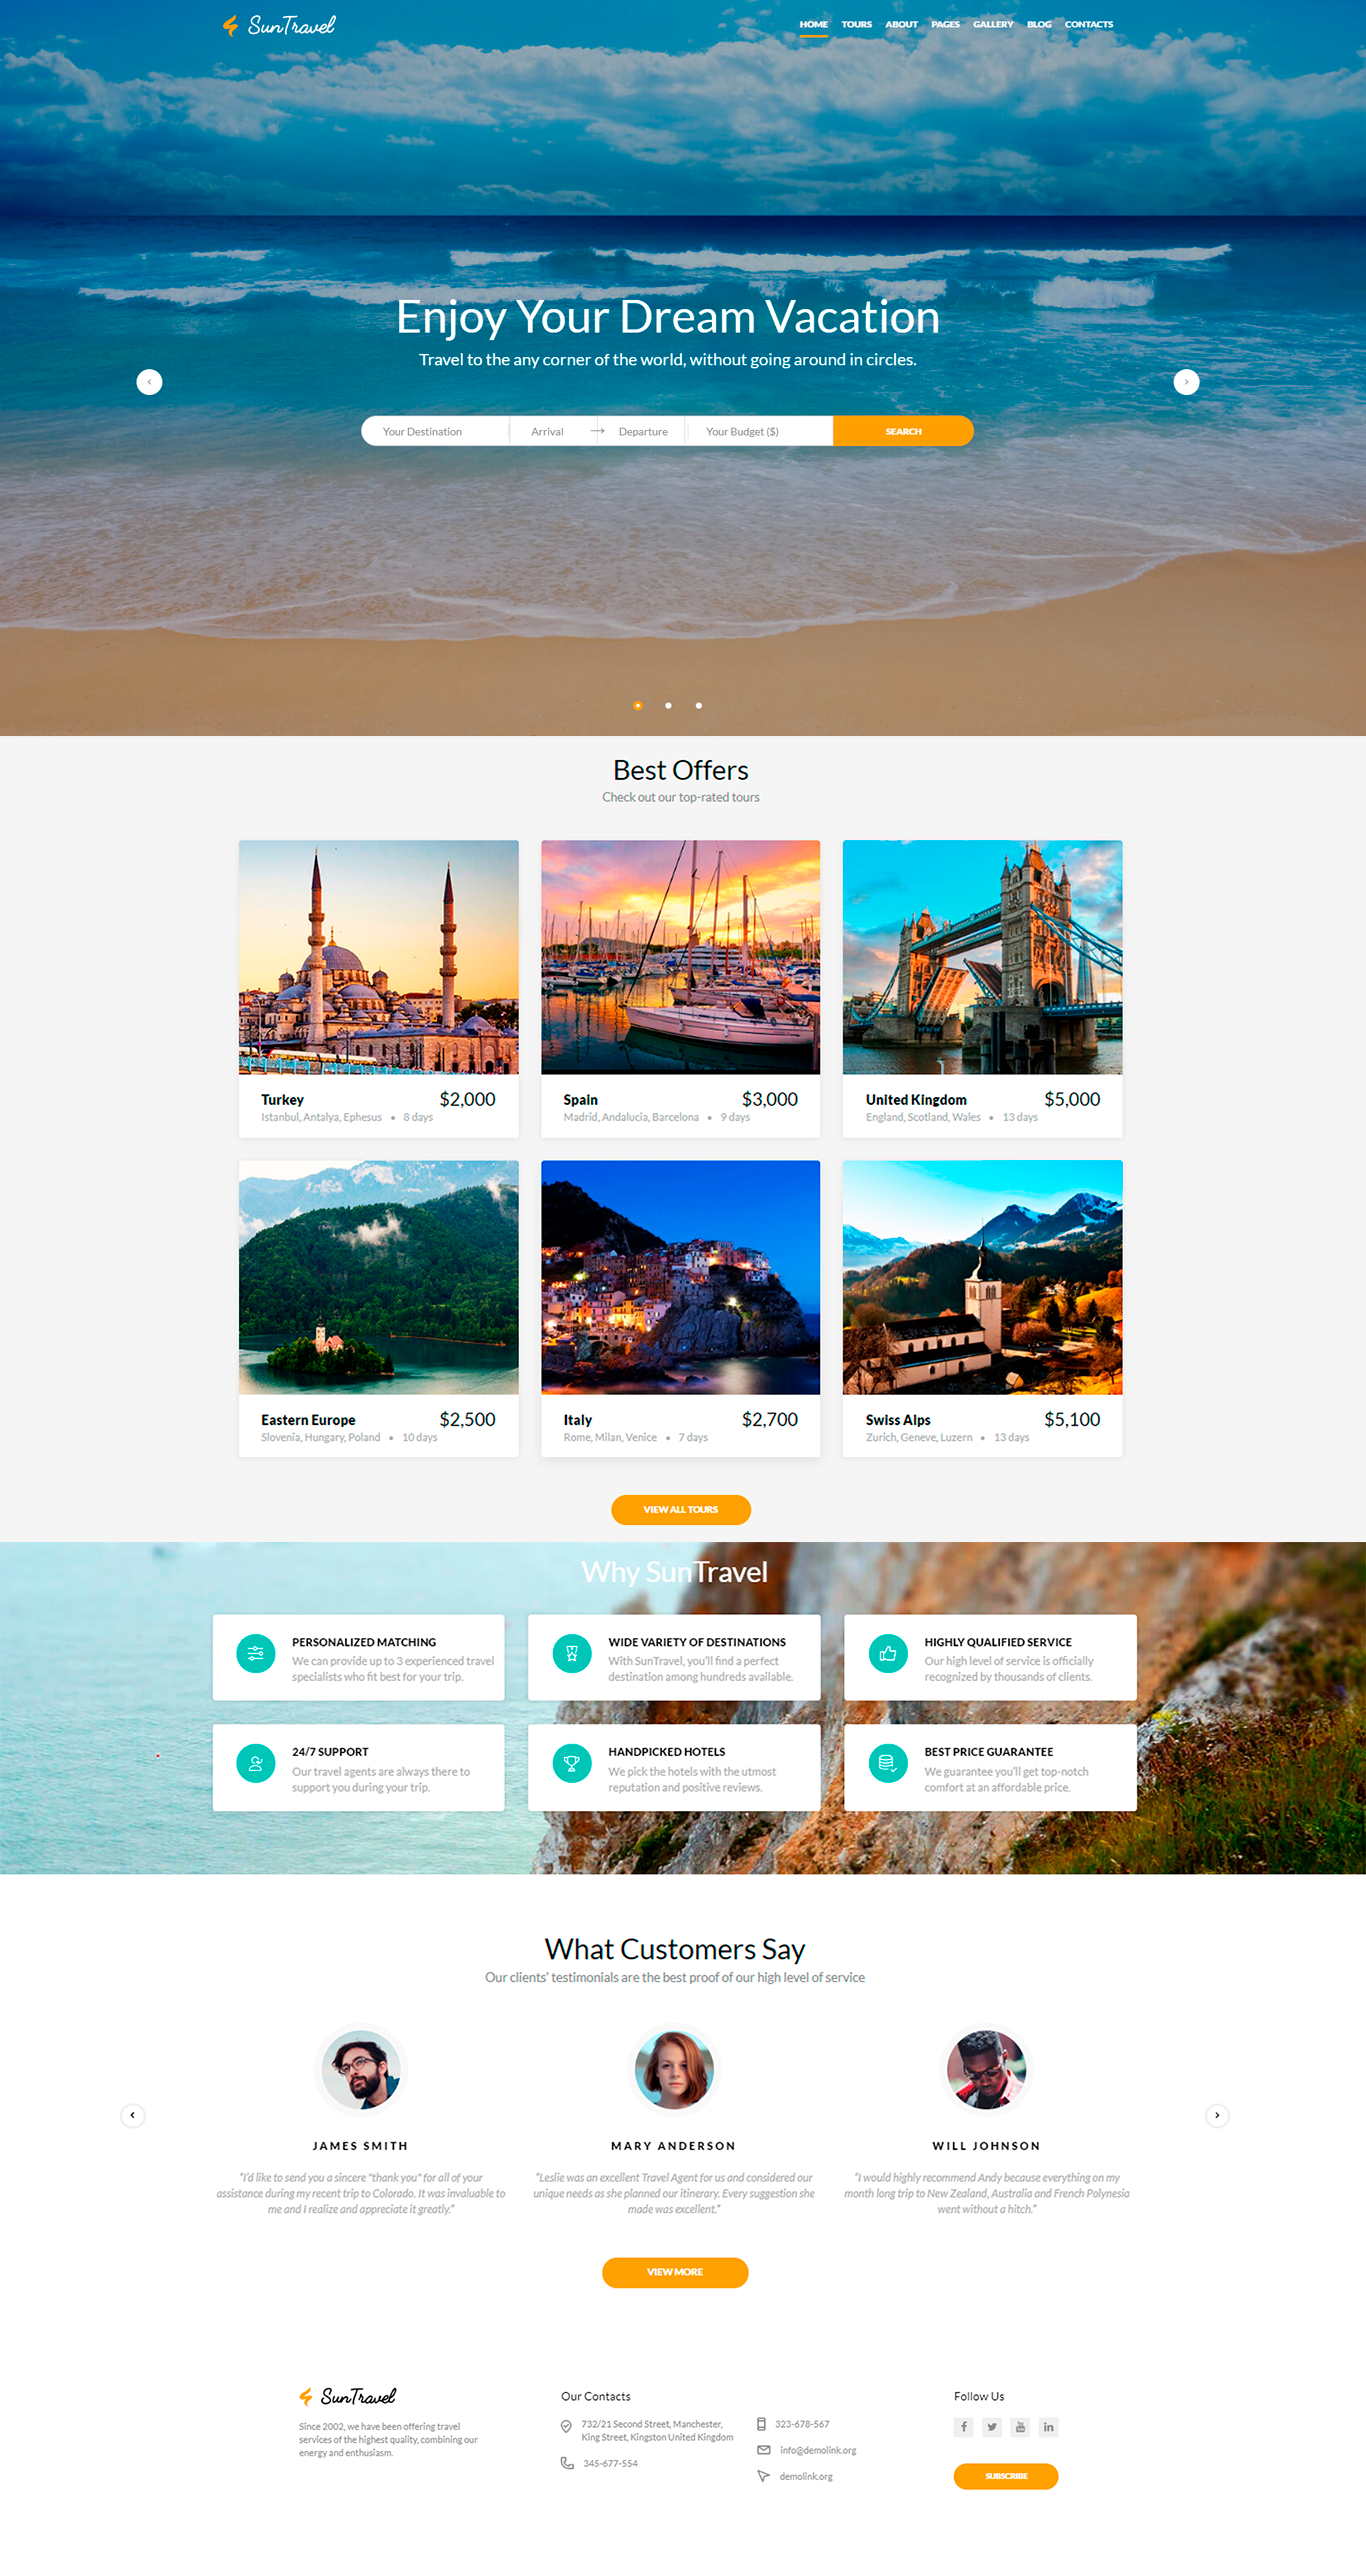 SunTravel
HOME TOURS ABOUT PAGES GALLERY BLOG CONTACTS
Enjoy Your Dream Vacation
Travel to the any corner of the world, without going around in circles.
Your Destination Arrival Departure Your Budget ($) SEARCH
Best Offers
Check out our top-rated tours
Turkey $2,000
Istanbul, Antalya, Ephesus • 8 days
Spain $3,000
Madrid, Andalucia, Barcelona • 9 days
United Kingdom $5,000
England, Scotland, Wales • 13 days
Eastern Europe $2,500
Slovenia, Hungary, Poland • 10 days
Italy $2,700
Rome, Milan, Venice • 7 days
Swiss Alps $5,100
Zurich, Geneve, Luzern • 13 days
VIEW ALL TOURS
Why SunTravel
PERSONALIZED MATCHING
We can provide up to 3 experienced travel
specialists who fit best for your trip.
WIDE VARIETY OF DESTINATIONS
With SunTravel, you'll find a perfect
destination among hundreds available.
HIGHLY QUALIFIED SERVICE
Our high level of service is officially
recognized by thousands of clients.
24/7 SUPPORT
Our travel agents are always there to
support you during your trip.
HANDPICKED HOTELS
We pick the hotels with the utmost
reputation and positive reviews.
BEST PRICE GUARANTEE
We guarantee you'll get top-notch
comfort at an affordable price.
What Customers Say
Our clients' testimonials are the best proof of our high level of service
JAMES SMITH
"I'd like to send you a sincere "thank you" for all of your
assistance during my recent trip to Colorado. It was invaluable to
me and I realize and appreciate it greatly."
MARY ANDERSON
"Leslie was an excellent Travel Agent for us and considered our
unique needs as she planned our itinerary. Every suggestion she
made was excellent."
WILL JOHNSON
"I would highly recommend Andy because everything on my
month long trip to New Zealand, Australia and French Polynesia
went without a hitch."
VIEW MORE
SunTravel
Since 2002, we have been offering travel
services of the highest quality, combining our
energy and enthusiasm.
Our Contacts
732/21 Second Street, Manchester,
King Street, Kingston United Kingdom
345-677-554
323-678-567
info@demolink.org
demolink.org
Follow Us
SUBSCRIBE